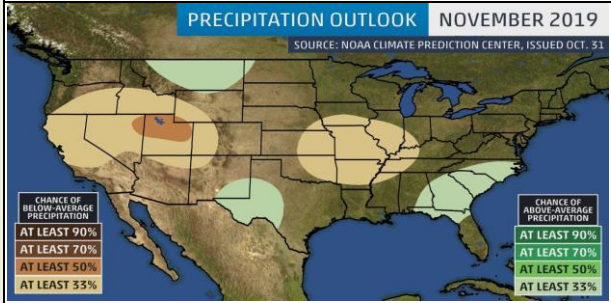 PRECIPITATION OUTLOOK NOVEMBER 2019
SOURCE: NOAA CLIMATE PREDICTION CENTER, ISSUED OCT. 31
CHANCE OF
BELOW-AVERAGE
PRECIPITATION
AT LEAST 90%
AT LEAST 70%
AT LEAST 50%
AT LEAST 33%
CHANCE OF
ABOVE-AVERAGE
PRECIPITATION
AT LEAST 90%
AT LEAST 70%
AT LEAST 50%
AT LEAST 33%